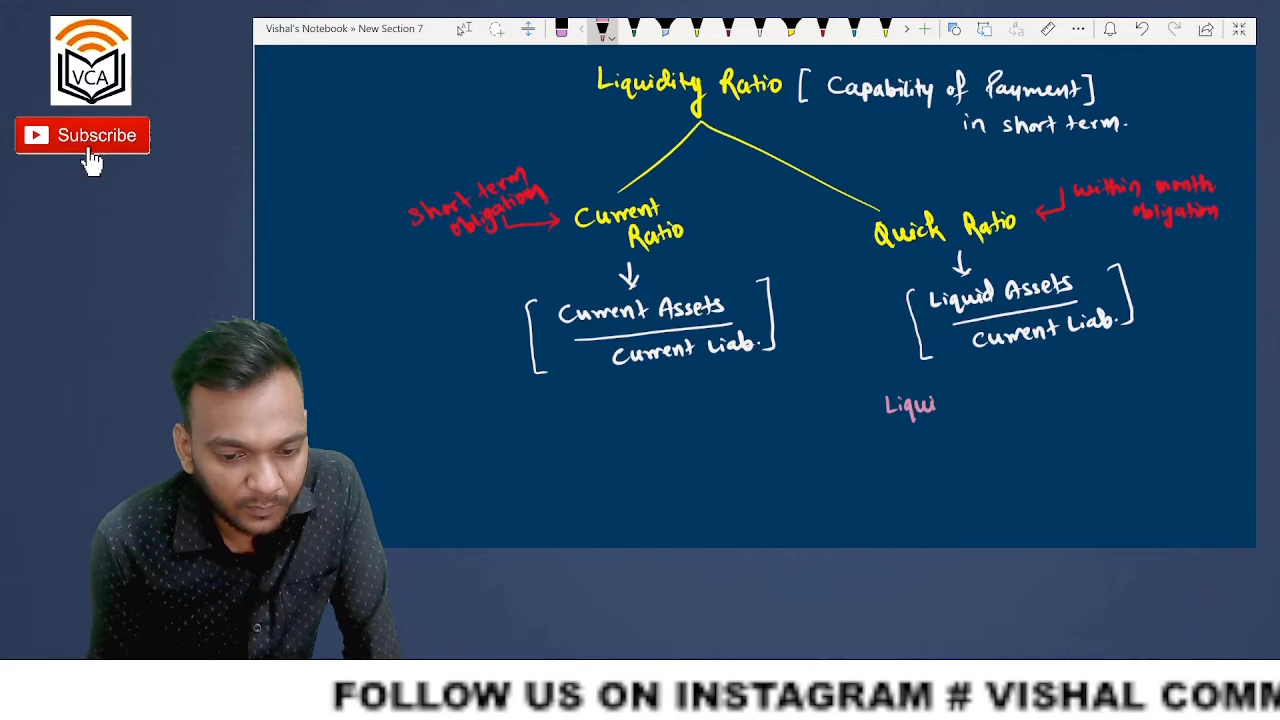 VCA
Subscribe
Vishal's Notebook » New Section 7
Liquidity Ratio [ Capability of Payment ]
in short term.
short term
obligation
Current
Ratio
Quick Ratio
within month
obligation
[ Current Assets
Current Liab. ]
[ Liquid Assets
Current Liab. ]
Liqui
FOLLOW US ON INSTAGRAM # VISHAL COMM